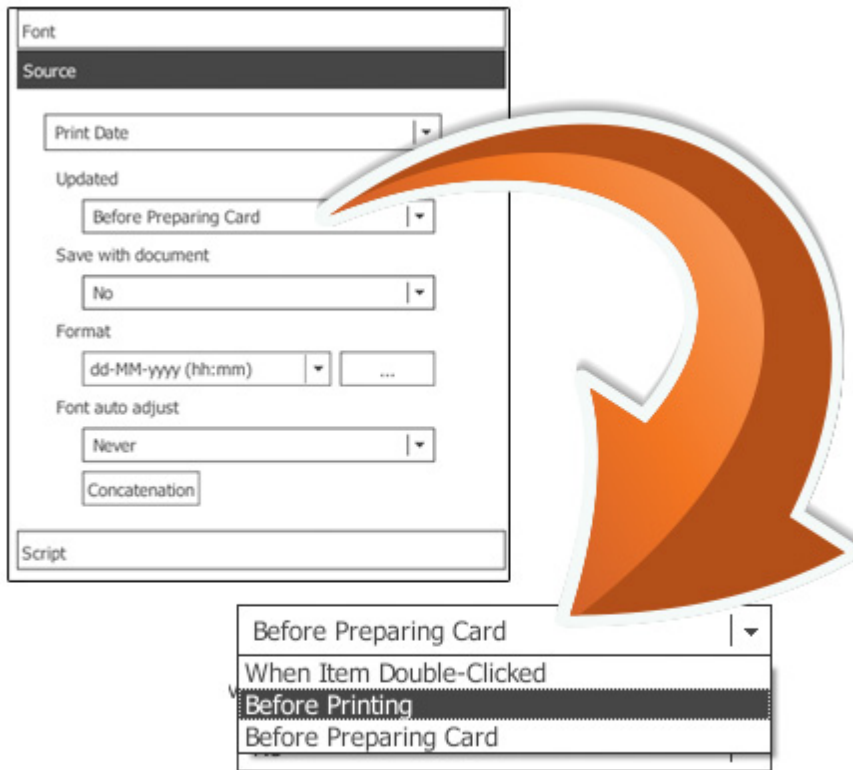 Font
Source
Print Date
Updated
Before Preparing Card
Save with document
No
Format
dd-MM-yyyy (hh:mm) ...
Font auto adjust
Never
Concatenation
Script
Before Preparing Card
When Item Double-Clicked
Before Printing
Before Preparing Card